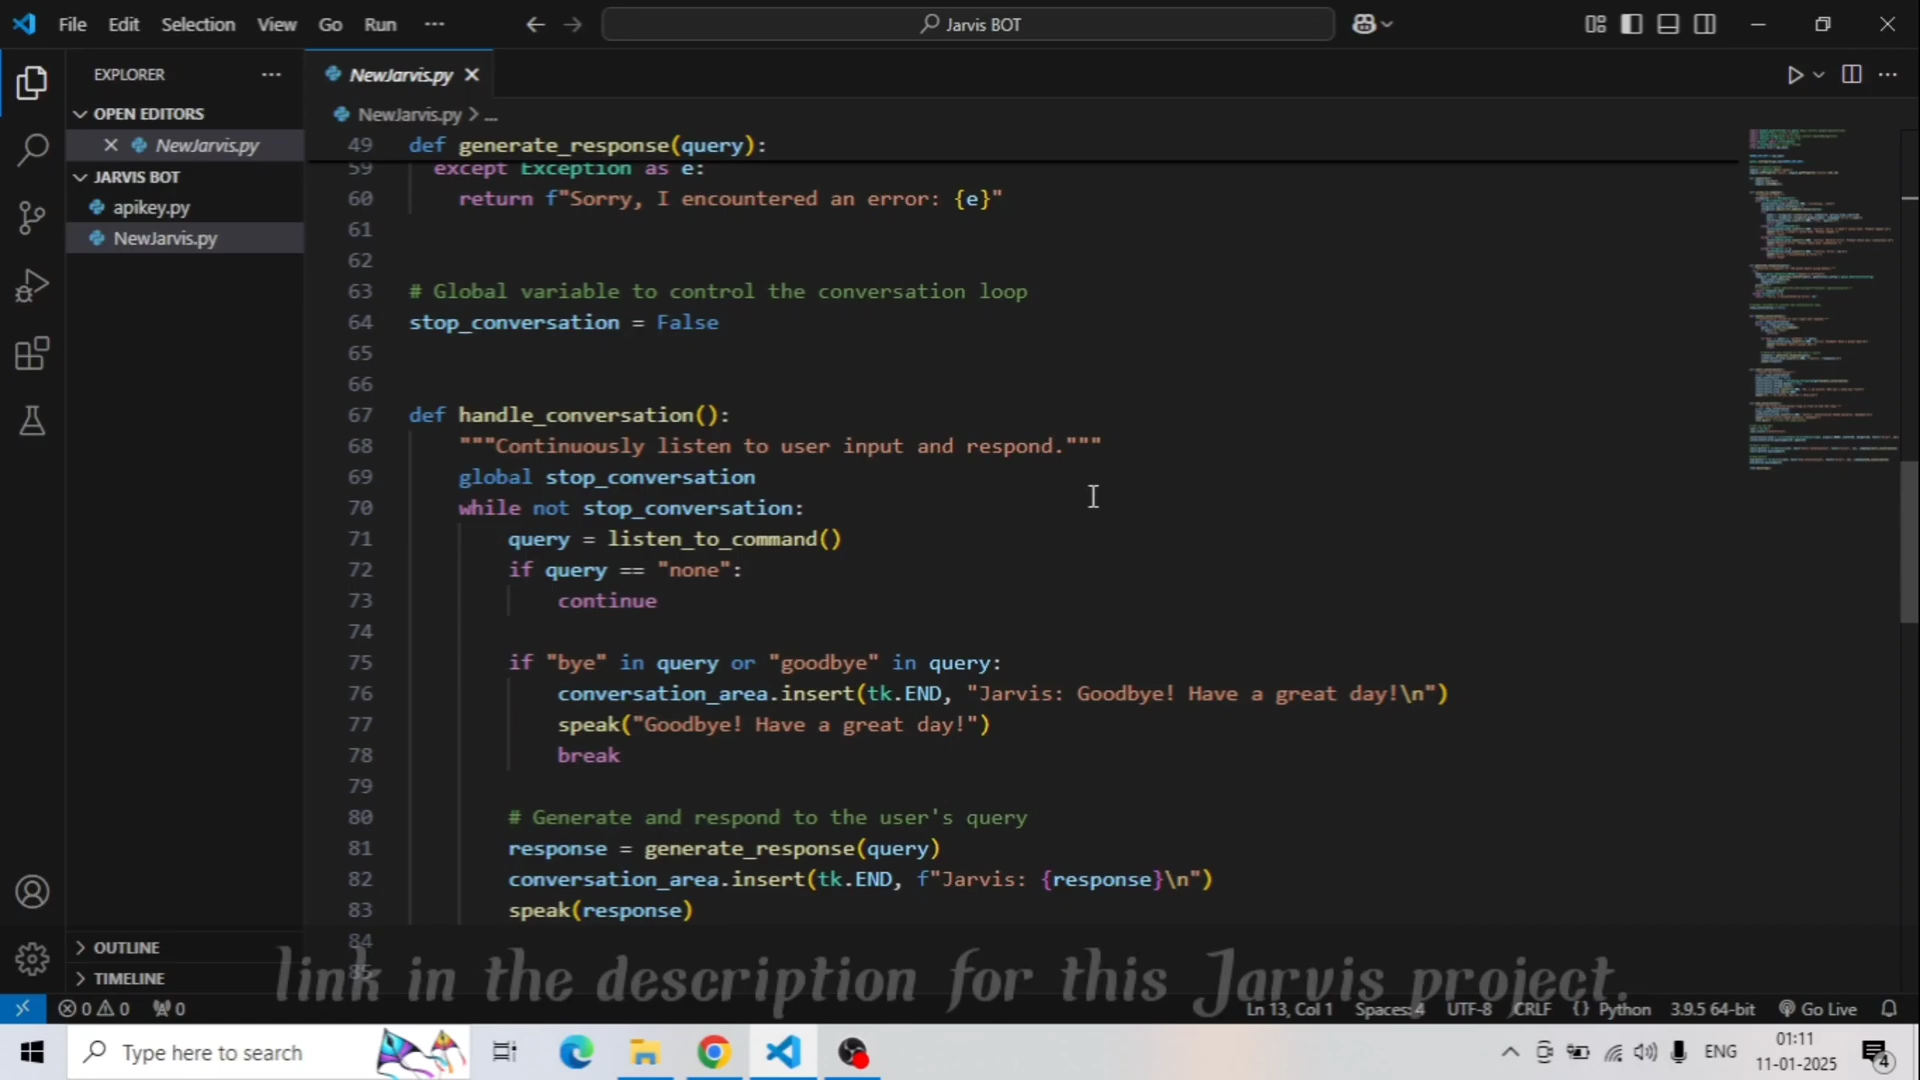 File Edit Selection View Go Run ···
Jarvis BOT
EXPLORER ···
NewJarvis.py
OPEN EDITORS
NewJarvis.py > ...
NewJarvis.py
49 def generate_response(query):
JARVIS BOT
59 except Exception as e:
apikey.py
60 return f"Sorry, I encountered an error: {e}"
NewJarvis.py
61
62
63 # Global variable to control the conversation loop
64 stop_conversation = False
65
66
67 def handle_conversation():
68 """Continuously listen to user input and respond."""
69 global stop_conversation
70 while not stop_conversation:
71 query = listen_to_command()
72 if query == "none":
73 continue
74
75 if "bye" in query or "goodbye" in query:
76 conversation_area.insert(tk.END, "Jarvis: Goodbye! Have a great day!\n")
77 speak("Goodbye! Have a great day!")
78 break
79
80 # Generate and respond to the user's query
81 response = generate_response(query)
82 conversation_area.insert(tk.END, f"Jarvis: {response}\n")
83 speak(response)
84
OUTLINE
85
link in the description for this Jarvis project.
TIMELINE
0 0 0 Ln 13, Col 1 Spaces: 4 UTF-8 CRLF {} Python 3.9.5 64-bit Go Live
Type here to search
ENG
01:11
11-01-2025
4